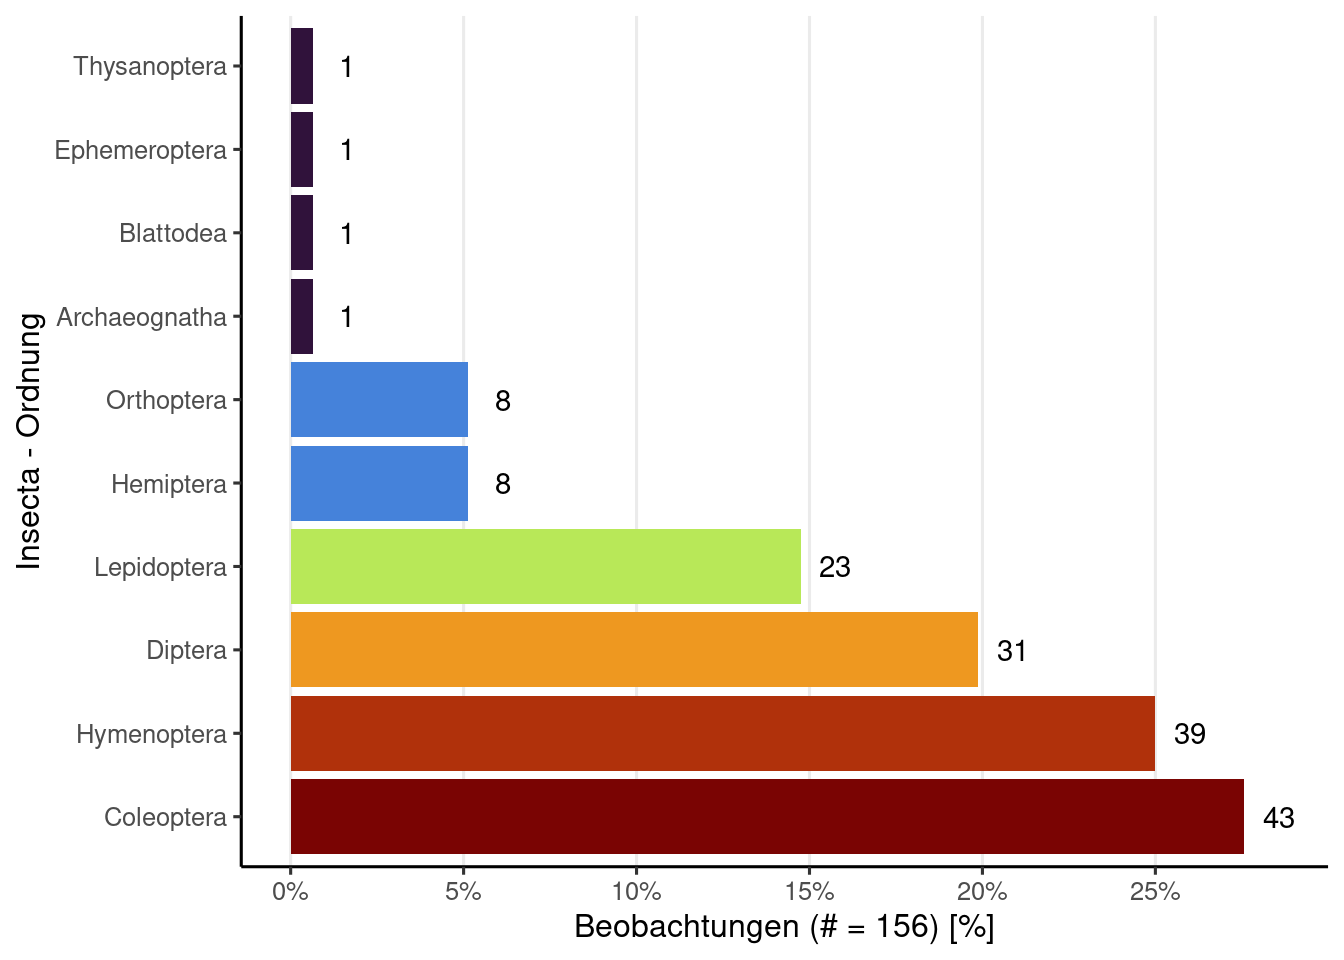 Insecta - Ordnung
Thysanoptera 1
Ephemeroptera 1
Blattodea 1
Archaeognatha 1
Orthoptera 8
Hemiptera 8
Lepidoptera 23
Diptera 31
Hymenoptera 39
Coleoptera 43
0% 5% 10% 15% 20% 25%
Beobachtungen (# = 156) [%]